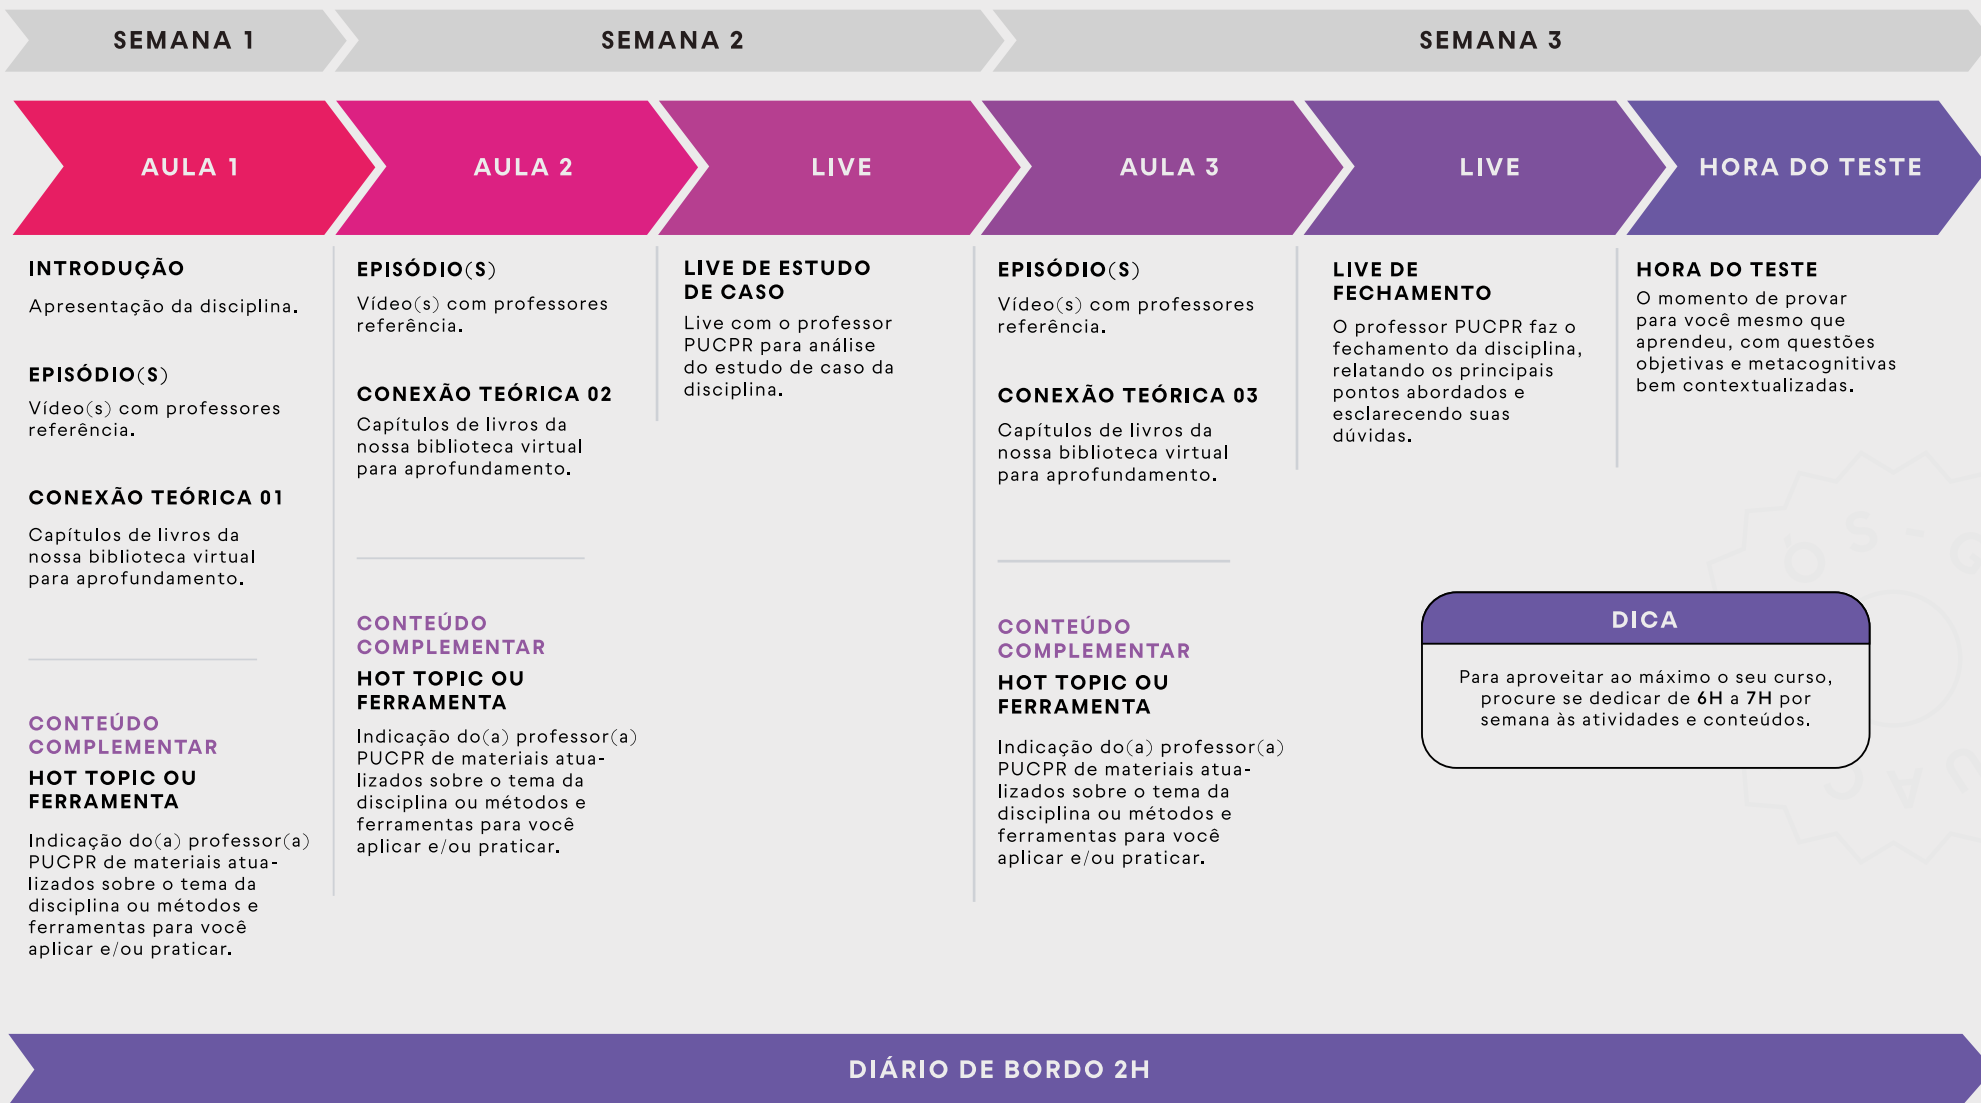 SEMANA 1
SEMANA 2
SEMANA 3
AULA 1
AULA 2
LIVE
AULA 3
LIVE
HORA DO TESTE
INTRODUÇÃO
Apresentação da disciplina.
EPISÓDIO(S)
Vídeo(s) com professores
referência.
CONEXÃO TEÓRICA 01
Capítulos de livros da
nossa biblioteca virtual
para aprofundamento.
CONTEÚDO
COMPLEMENTAR
HOT TOPIC OU
FERRAMENTA
Indicação do(a) professor(a)
PUCPR de materiais atua-
lizados sobre o tema da
disciplina ou métodos e
ferramentas para você
aplicar e/ou praticar.
EPISÓDIO(S)
Vídeo(s) com professores
referência.
CONEXÃO TEÓRICA 02
Capítulos de livros da
nossa biblioteca virtual
para aprofundamento.
CONTEÚDO
COMPLEMENTAR
HOT TOPIC OU
FERRAMENTA
Indicação do(a) professor(a)
PUCPR de materiais atua-
lizados sobre o tema da
disciplina ou métodos e
ferramentas para você
aplicar e/ou praticar.
LIVE DE ESTUDO
DE CASO
Live com o professor
PUCPR para análise
do estudo de caso da
disciplina.
EPISÓDIO(S)
Vídeo(s) com professores
referência.
CONEXÃO TEÓRICA 03
Capítulos de livros da
nossa biblioteca virtual
para aprofundamento.
CONTEÚDO
COMPLEMENTAR
HOT TOPIC OU
FERRAMENTA
Indicação do(a) professor(a)
PUCPR de materiais atua-
lizados sobre o tema da
disciplina ou métodos e
ferramentas para você
aplicar e/ou praticar.
LIVE DE
FECHAMENTO
O professor PUCPR faz o
fechamento da disciplina,
relatando os principais
pontos abordados e
esclarecendo suas
dúvidas.
HORA DO TESTE
O momento de provar
para você mesmo que
aprendeu, com questões
objetivas e metacognitivas
bem contextualizadas.
DICA
Para aproveitar ao máximo o seu curso,
procure se dedicar de 6H a 7H por
semana às atividades e conteúdos.
DIÁRIO DE BORDO 2H